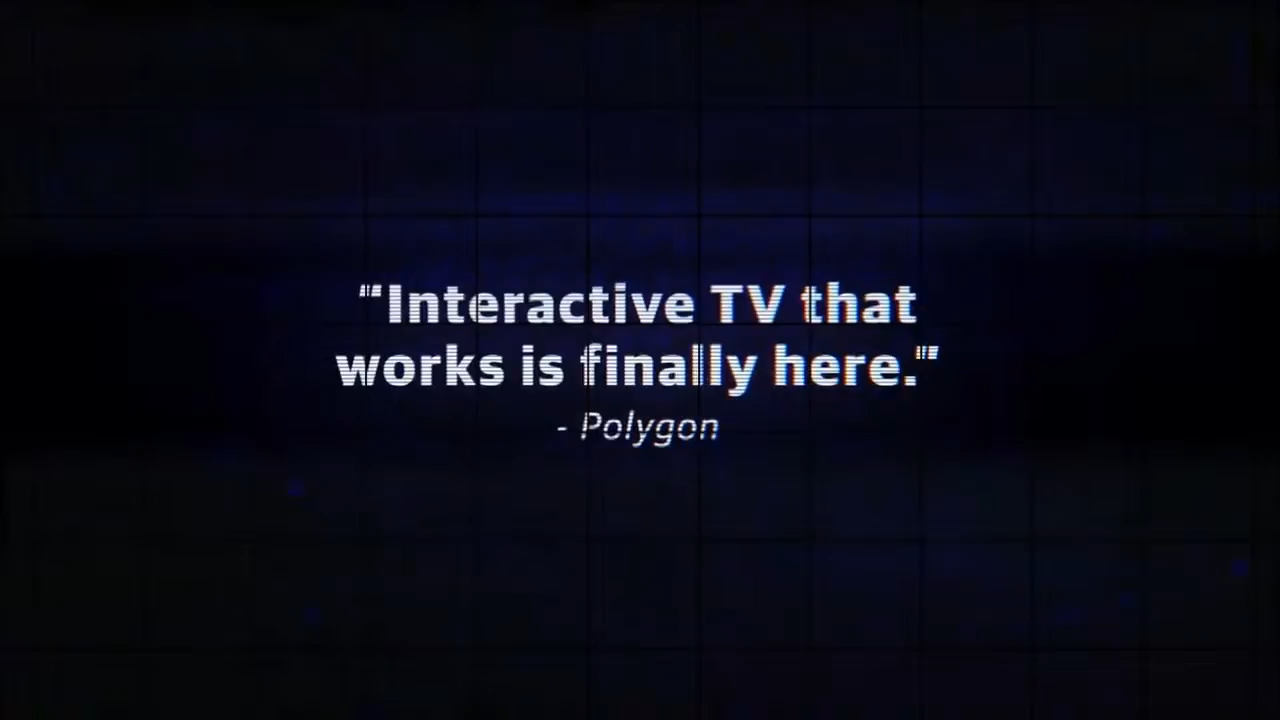 “Interactive TV that
works is finally here.”
- Polygon